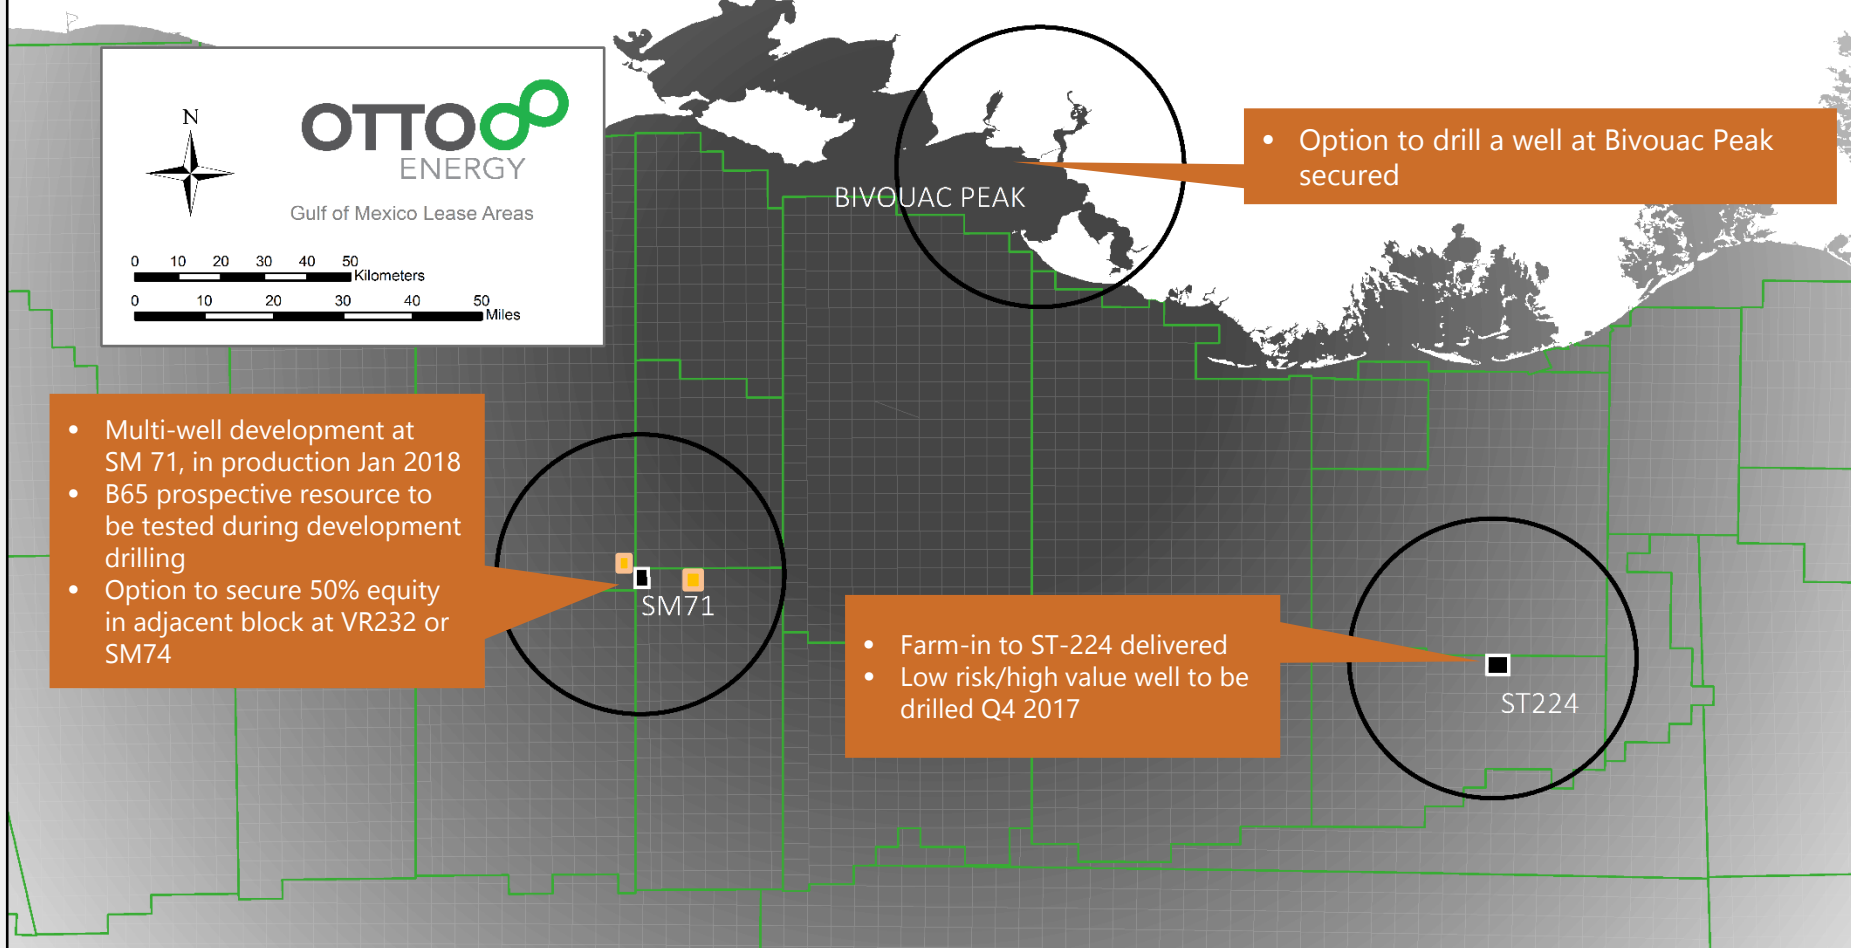 N
OTTO
ENERGY
Gulf of Mexico Lease Areas
0 10 20 30 40 50
Kilometers
0 10 20 30 40 50
Miles
BIVOUAC PEAK
• Option to drill a well at Bivouac Peak
secured
• Multi-well development at
SM 71, in production Jan 2018
• B65 prospective resource to
be tested during development
drilling
• Option to secure 50% equity
in adjacent block at VR232 or
SM74
SM71
• Farm-in to ST-224 delivered
• Low risk/high value well to be
drilled Q4 2017
ST224